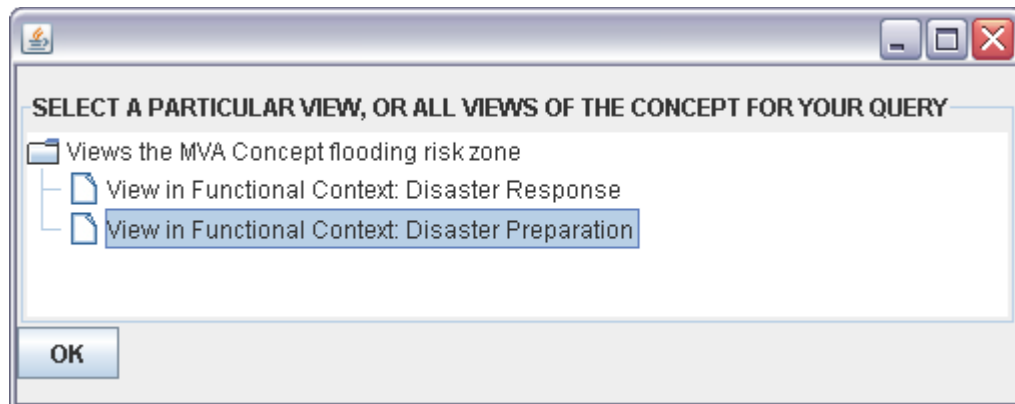 SELECT A PARTICULAR VIEW, OR ALL VIEWS OF THE CONCEPT FOR YOUR QUERY
Views the MVA Concept flooding risk zone
View in Functional Context: Disaster Response
View in Functional Context: Disaster Preparation
OK